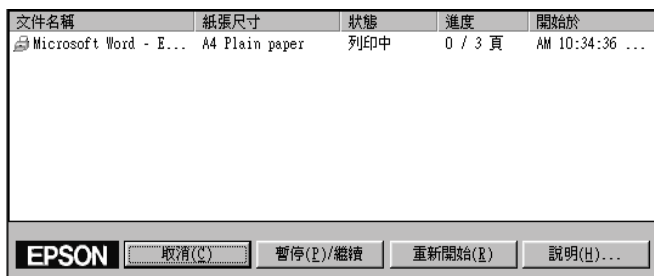 文件名稱 紙張尺寸 狀態 進度 開始於
Microsoft Word - E... A4 Plain paper 列印中 0 / 3 頁 AM 10:34:36 ...
EPSON 取消(C) 暫停(P)/繼續 重新開始(R) 說明(H)...